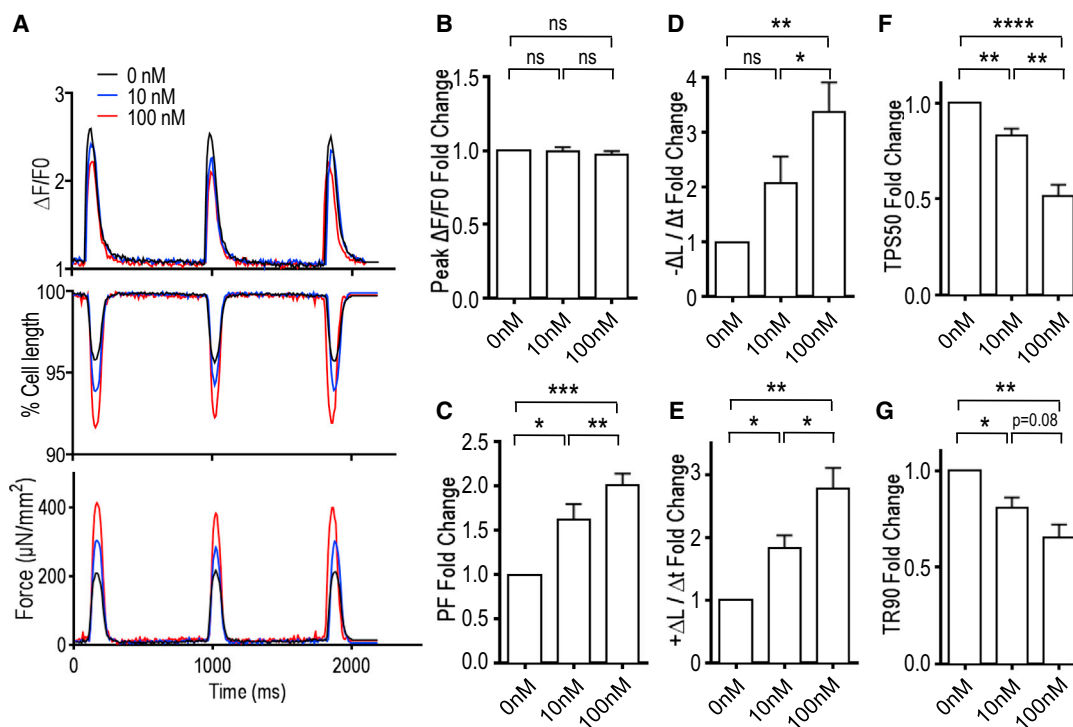 A
0 nM
10 nM
100 nM
3
2
1
ΔF/F0
100
95
90
% Cell length
400
200
0
Force (µN/mm²)
0
1000
2000
Time (ms)
B
ns
ns
ns
1.5
1.0
0.5
0.0
Peak ΔF/F0 Fold Change
0nM
10nM
100nM
C
***
*
**
2.5
2.0
1.5
1.0
0.5
0.0
PF Fold Change
0nM
10nM
100nM
D
**
ns
*
4
3
2
1
0
-ΔL / Δt Fold Change
0nM
10nM
100nM
E
**
*
*
3
2
1
0
+ΔL / Δt Fold Change
0nM
10nM
100nM
F
****
**
**
1.0
0.5
0.0
TPS50 Fold Change
0nM
10nM
100nM
G
**
*
p=0.08
1.0
0.5
0.0
TR90 Fold Change
0nM
10nM
100nM